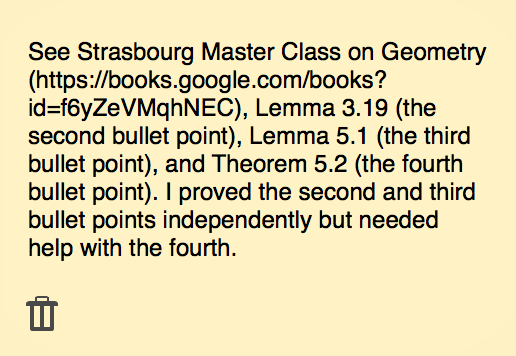 See Strasbourg Master Class on Geometry
(https://books.google.com/books?
id=f6yZeVMqhNEC), Lemma 3.19 (the
second bullet point), Lemma 5.1 (the third
bullet point), and Theorem 5.2 (the fourth
bullet point). I proved the second and third
bullet points independently but needed
help with the fourth.